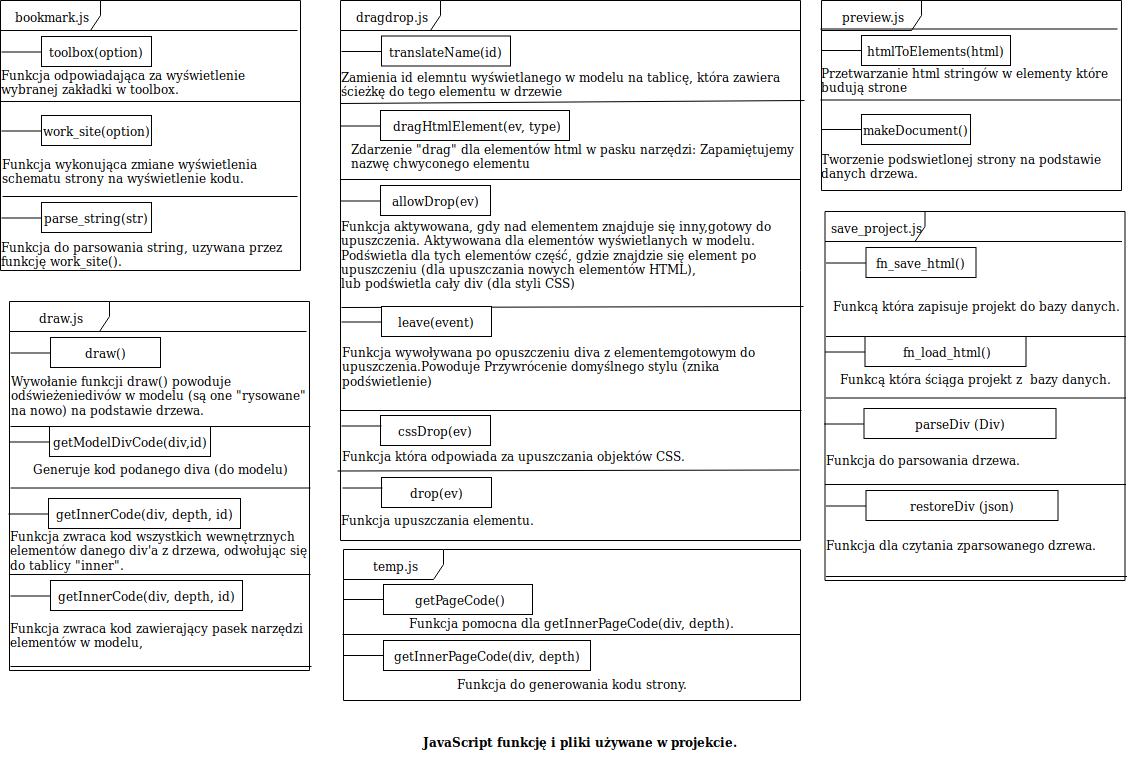 bookmark.js
toolbox(option)
Funkcja odpowiadająca za wyświetlenie
wybranej zakładki w toolbox.
work_site(option)
Funkcja wykonująca zmiane wyświetlenia
schematu strony na wyświetlenie kodu.
parse_string(str)
Funkcja do parsowania string, uzywana przez
funkcję work_site().
draw.js
draw()
Wywołanie funkcji draw() powoduje
odświeżeniedivów w modelu (są one "rysowane"
na nowo) na podstawie drzewa.
getModelDivCode(div,id)
Generuje kod podanego diva (do modelu)
getInnerCode(div, depth, id)
Funkcja zwraca kod wszystkich wewnętrznych
elementów danego div'a z drzewa, odwołując się
do tablicy "inner".
getInnerCode(div, depth, id)
Funkcja zwraca kod zawierający pasek narzędzi
elementów w modelu,
dragdrop.js
translateName(id)
Zamienia id elemntu wyświetlanego w modelu na tablicę, która zawiera
ścieżkę do tego elementu w drzewie
dragHtmlElement(ev, type)
Zdarzenie "drag" dla elementów html w pasku narzędzi: Zapamiętujemy
nazwę chwyconego elementu
allowDrop(ev)
Funkcja aktywowana, gdy nad elementem znajduje się inny,gotowy do
upuszczenia. Aktywowana dla elementów wyświetlanych w modelu.
Podświetla dla tych elementów część, gdzie znajdzie się element po
upuszczeniu (dla upuszczania nowych elementów HTML),
lub podświetla cały div (dla styli CSS)
leave(event)
Funkcja wywoływana po opuszczeniu diva z elementemgotowym do
upuszczenia.Powoduje Przywrócenie domyślnego stylu (znika
podświetlenie)
cssDrop(ev)
Funkcja która odpowiada za upuszczania objektów CSS.
drop(ev)
Funkcja upuszczania elementu.
temp.js
getPageCode()
Funkcja pomocna dla getInnerPageCode(div, depth).
getInnerPageCode(div, depth)
Funkcja do generowania kodu strony.
preview.js
htmlToElements(html)
Przetwarzanie html stringów w elementy które
budują strone
makeDocument()
Tworzenie podswietlonej strony na podstawie
danych drzewa.
save_project.js
fn_save_html()
Funkcą która zapisuje projekt do bazy danych.
fn_load_html()
Funkcą która ściąga projekt z bazy danych.
parseDiv (Div)
Funkcja do parsowania drzewa.
restoreDiv (json)
Funkcja dla czytania zparsowanego dzrewa.
JavaScript funkcję i pliki używane w projekcie.